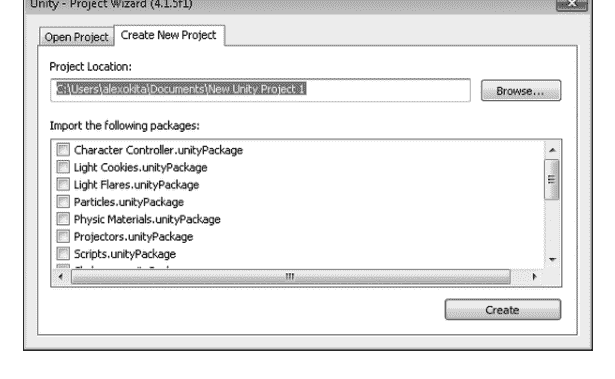 Unity - Project Wizard (4.1.5f1)
Open Project
Create New Project
Project Location:
C:\Users\alexokita\Documents\New Unity Project 1
Browse...
Import the following packages:
Character Controller.unityPackage
Light Cookies.unityPackage
Light Flares.unityPackage
Particles.unityPackage
Physic Materials.unityPackage
Projectors.unityPackage
Scripts.unityPackage
Create